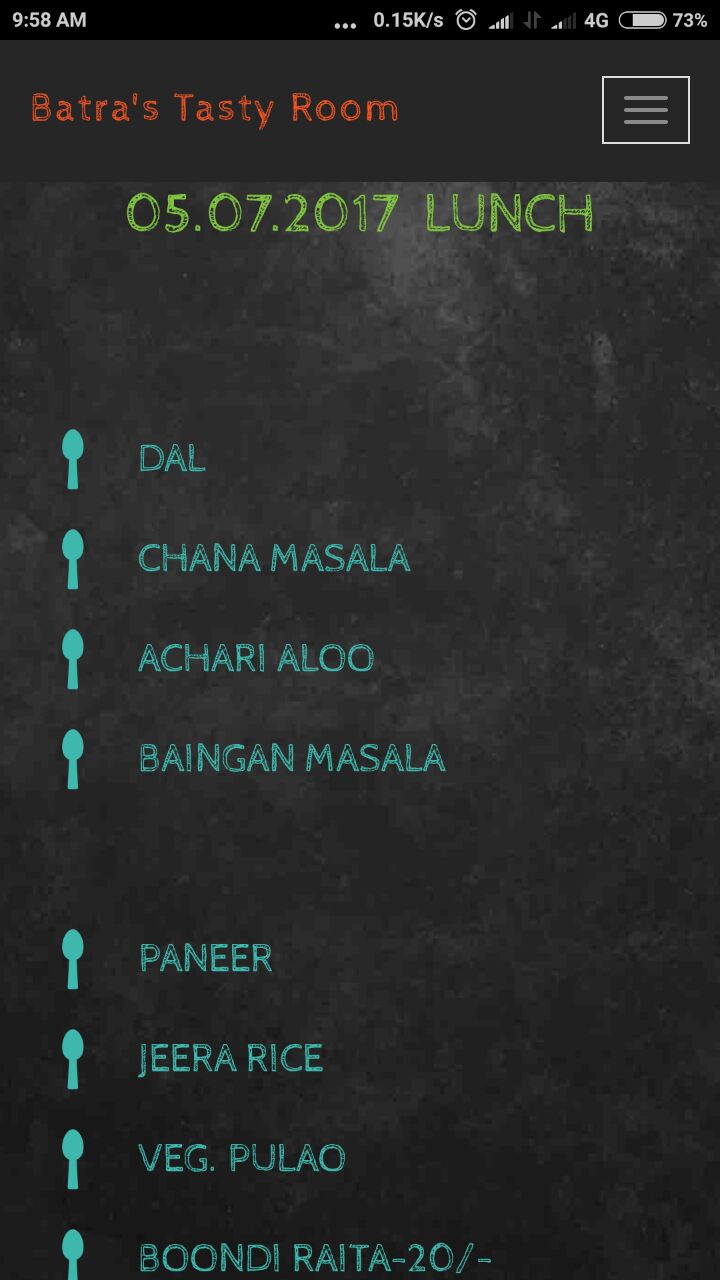 9:58 AM ... 0.15K/s 4G 73%
Batra's Tasty Room
05.07.2017 LUNCH
DAL
CHANA MASALA
ACHARI ALOO
BAINGAN MASALA
PANEER
JEERA RICE
VEG. PULAO
BOONDI RAITA-20/-